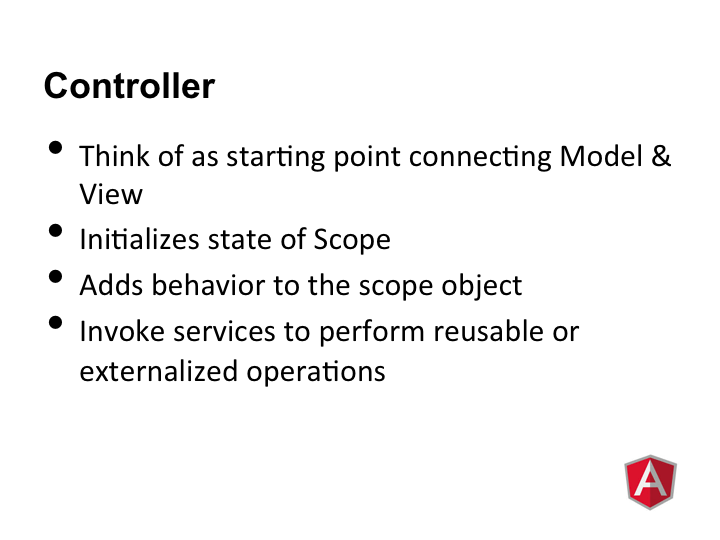 Controller
• Think of as starting point connecting Model &
View
• Initializes state of Scope
• Adds behavior to the scope object
• Invoke services to perform reusable or
externalized operations
A